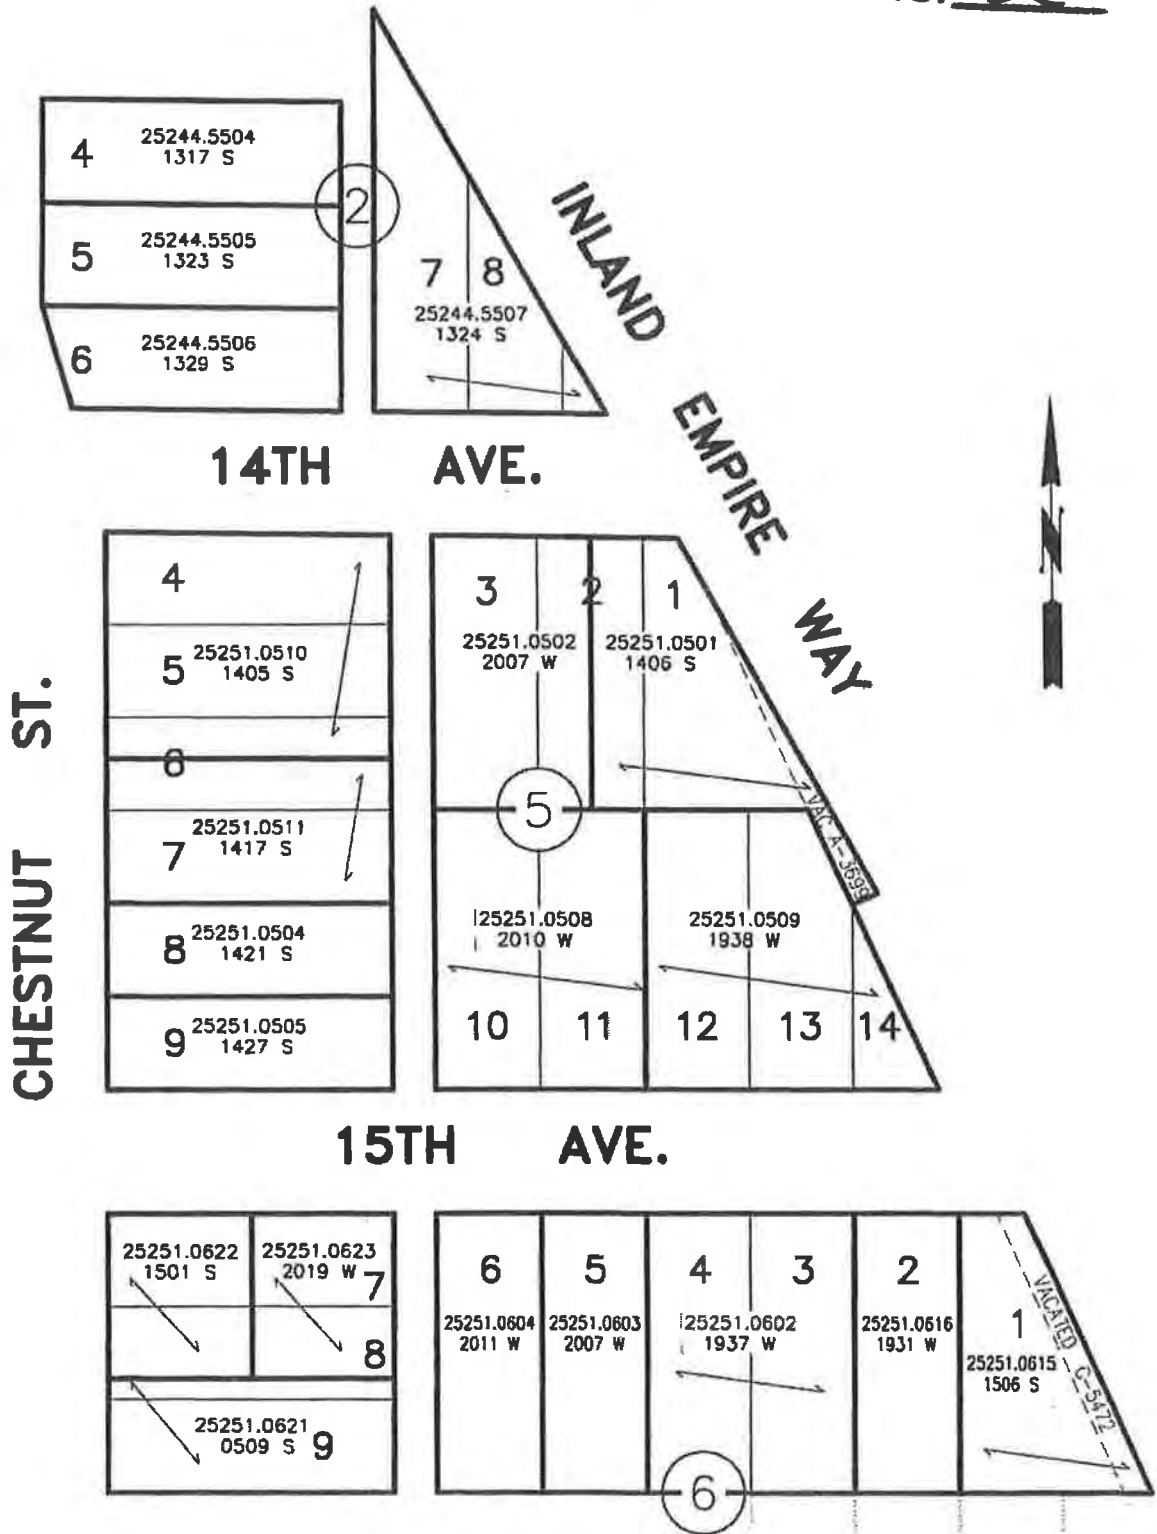 4
25244.5504
1317 S
5
25244.5505
1323 S
6
25244.5506
1329 S
2
7
8
25244.5507
1324 S
INLAND EMPIRE WAY
14TH AVE.
N
CHESTNUT ST.
4
5
25251.0510
1405 S
6
7
25251.0511
1417 S
8
25251.0504
1421 S
9
25251.0505
1427 S
3
2
1
25251.0502
2007 W
25251.0501
1406 S
VAC. A-3699
5
25251.0508
2010 W
25251.0509
1938 W
10
11
12
13
14
15TH AVE.
25251.0622
1501 S
25251.0623
2019 W
7
8
25251.0621
0509 S
9
6
5
4
3
2
1
25251.0604
2011 W
25251.0603
2007 W
25251.0602
1937 W
25251.0616
1931 W
25251.0615
1506 S
VACATED C-5472
6